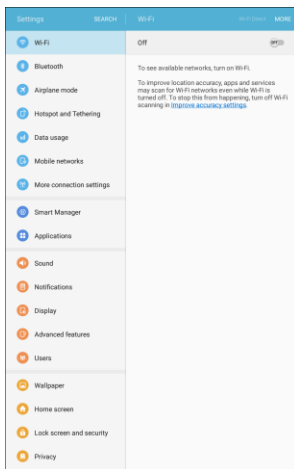 Settings
SEARCH
Wi-Fi
Wi-Fi Direct
MORE
Wi-Fi
Bluetooth
Airplane mode
Hotspot and Tethering
Data usage
Mobile networks
More connection settings
Smart Manager
Applications
Sound
Notifications
Display
Advanced features
Users
Wallpaper
Home screen
Lock screen and security
Privacy
Off
OFF
To see available networks, turn on Wi-Fi.
To improve location accuracy, apps and services
may scan for Wi-Fi networks even while Wi-Fi is
turned off. To stop this from happening, turn off Wi-Fi
scanning in Improve accuracy settings.